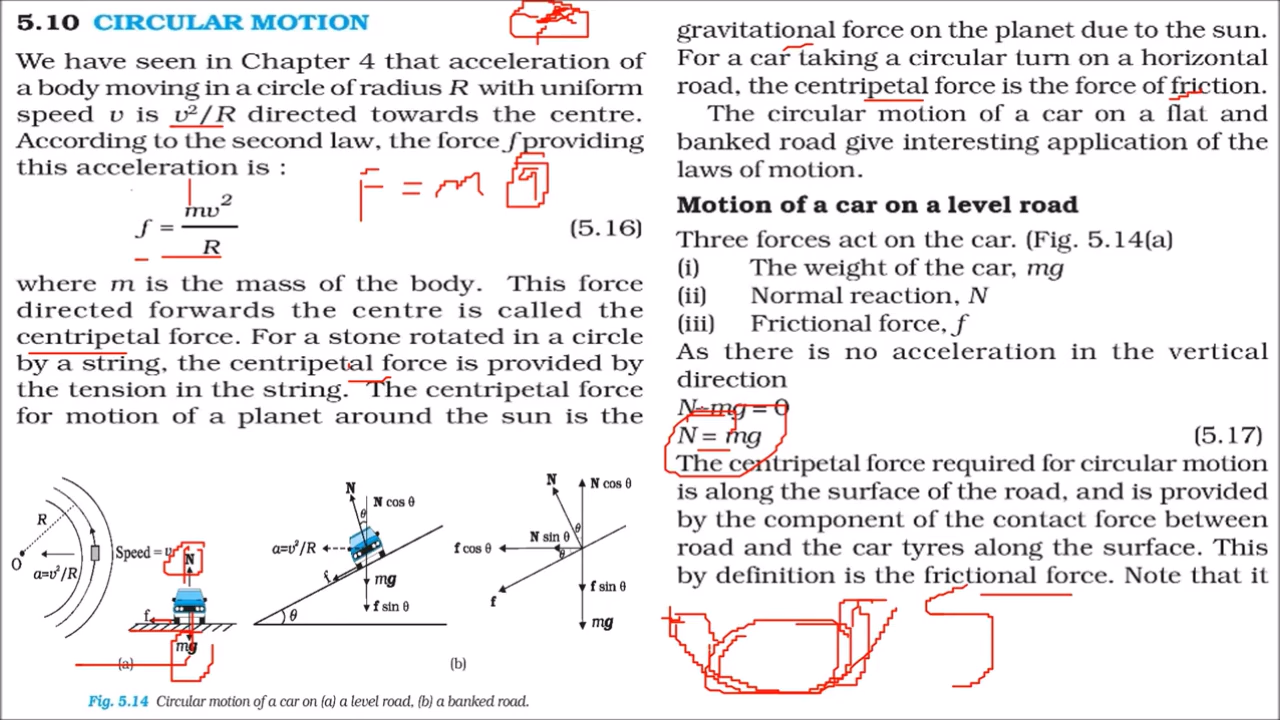 5.10 CIRCULAR MOTION
We have seen in Chapter 4 that acceleration of
a body moving in a circle of radius R with uniform
speed v is v²/R directed towards the centre.
According to the second law, the force f providing
this acceleration is :
F = m a
f = mv²/R (5.16)
where m is the mass of the body. This force
directed forwards the centre is called the
centripetal force. For a stone rotated in a circle
by a string, the centripetal force is provided by
the tension in the string. The centripetal force
for motion of a planet around the sun is the
R
O
a=v²/R
Speed = v
N
f
mg
(a)
N
N cos θ
θ
a=v²/R
f
mg
f sin θ
θ
N
N cos θ
θ
N sin θ
f cos θ
θ
f
f sin θ
mg
(b)
Fig. 5.14 Circular motion of a car on (a) a level road, (b) a banked road.
gravitational force on the planet due to the sun.
For a car taking a circular turn on a horizontal
road, the centripetal force is the force of friction.
The circular motion of a car on a flat and
banked road give interesting application of the
laws of motion.
Motion of a car on a level road
Three forces act on the car. (Fig. 5.14(a)
(i) The weight of the car, mg
(ii) Normal reaction, N
(iii) Frictional force, f
As there is no acceleration in the vertical
direction
N – mg = 0
N = mg (5.17)
The centripetal force required for circular motion
is along the surface of the road, and is provided
by the component of the contact force between
road and the car tyres along the surface. This
by definition is the frictional force. Note that it